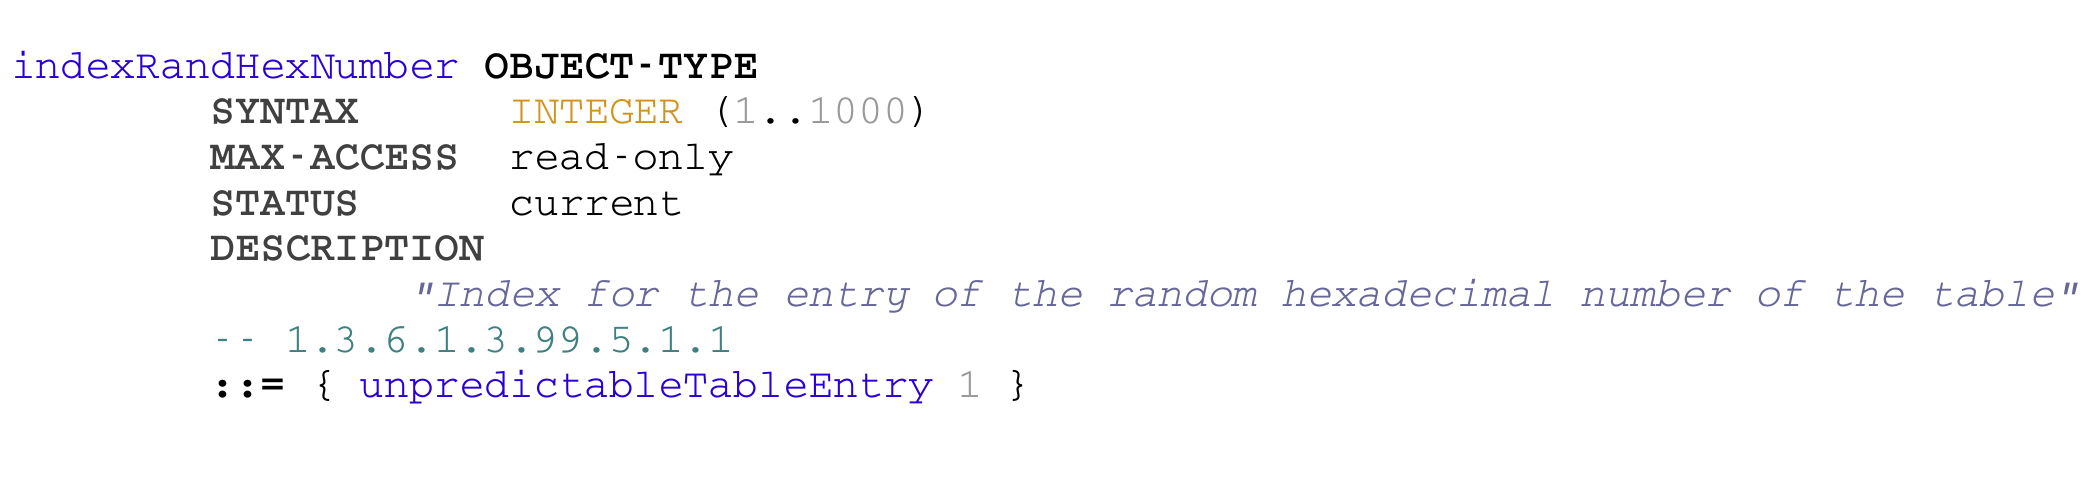 indexRandHexNumber OBJECT-TYPE
SYNTAX INTEGER (1..1000)
MAX-ACCESS read-only
STATUS current
DESCRIPTION
"Index for the entry of the random hexadecimal number of the table"
-- 1.3.6.1.3.99.5.1.1
::= { unpredictableTableEntry 1 }